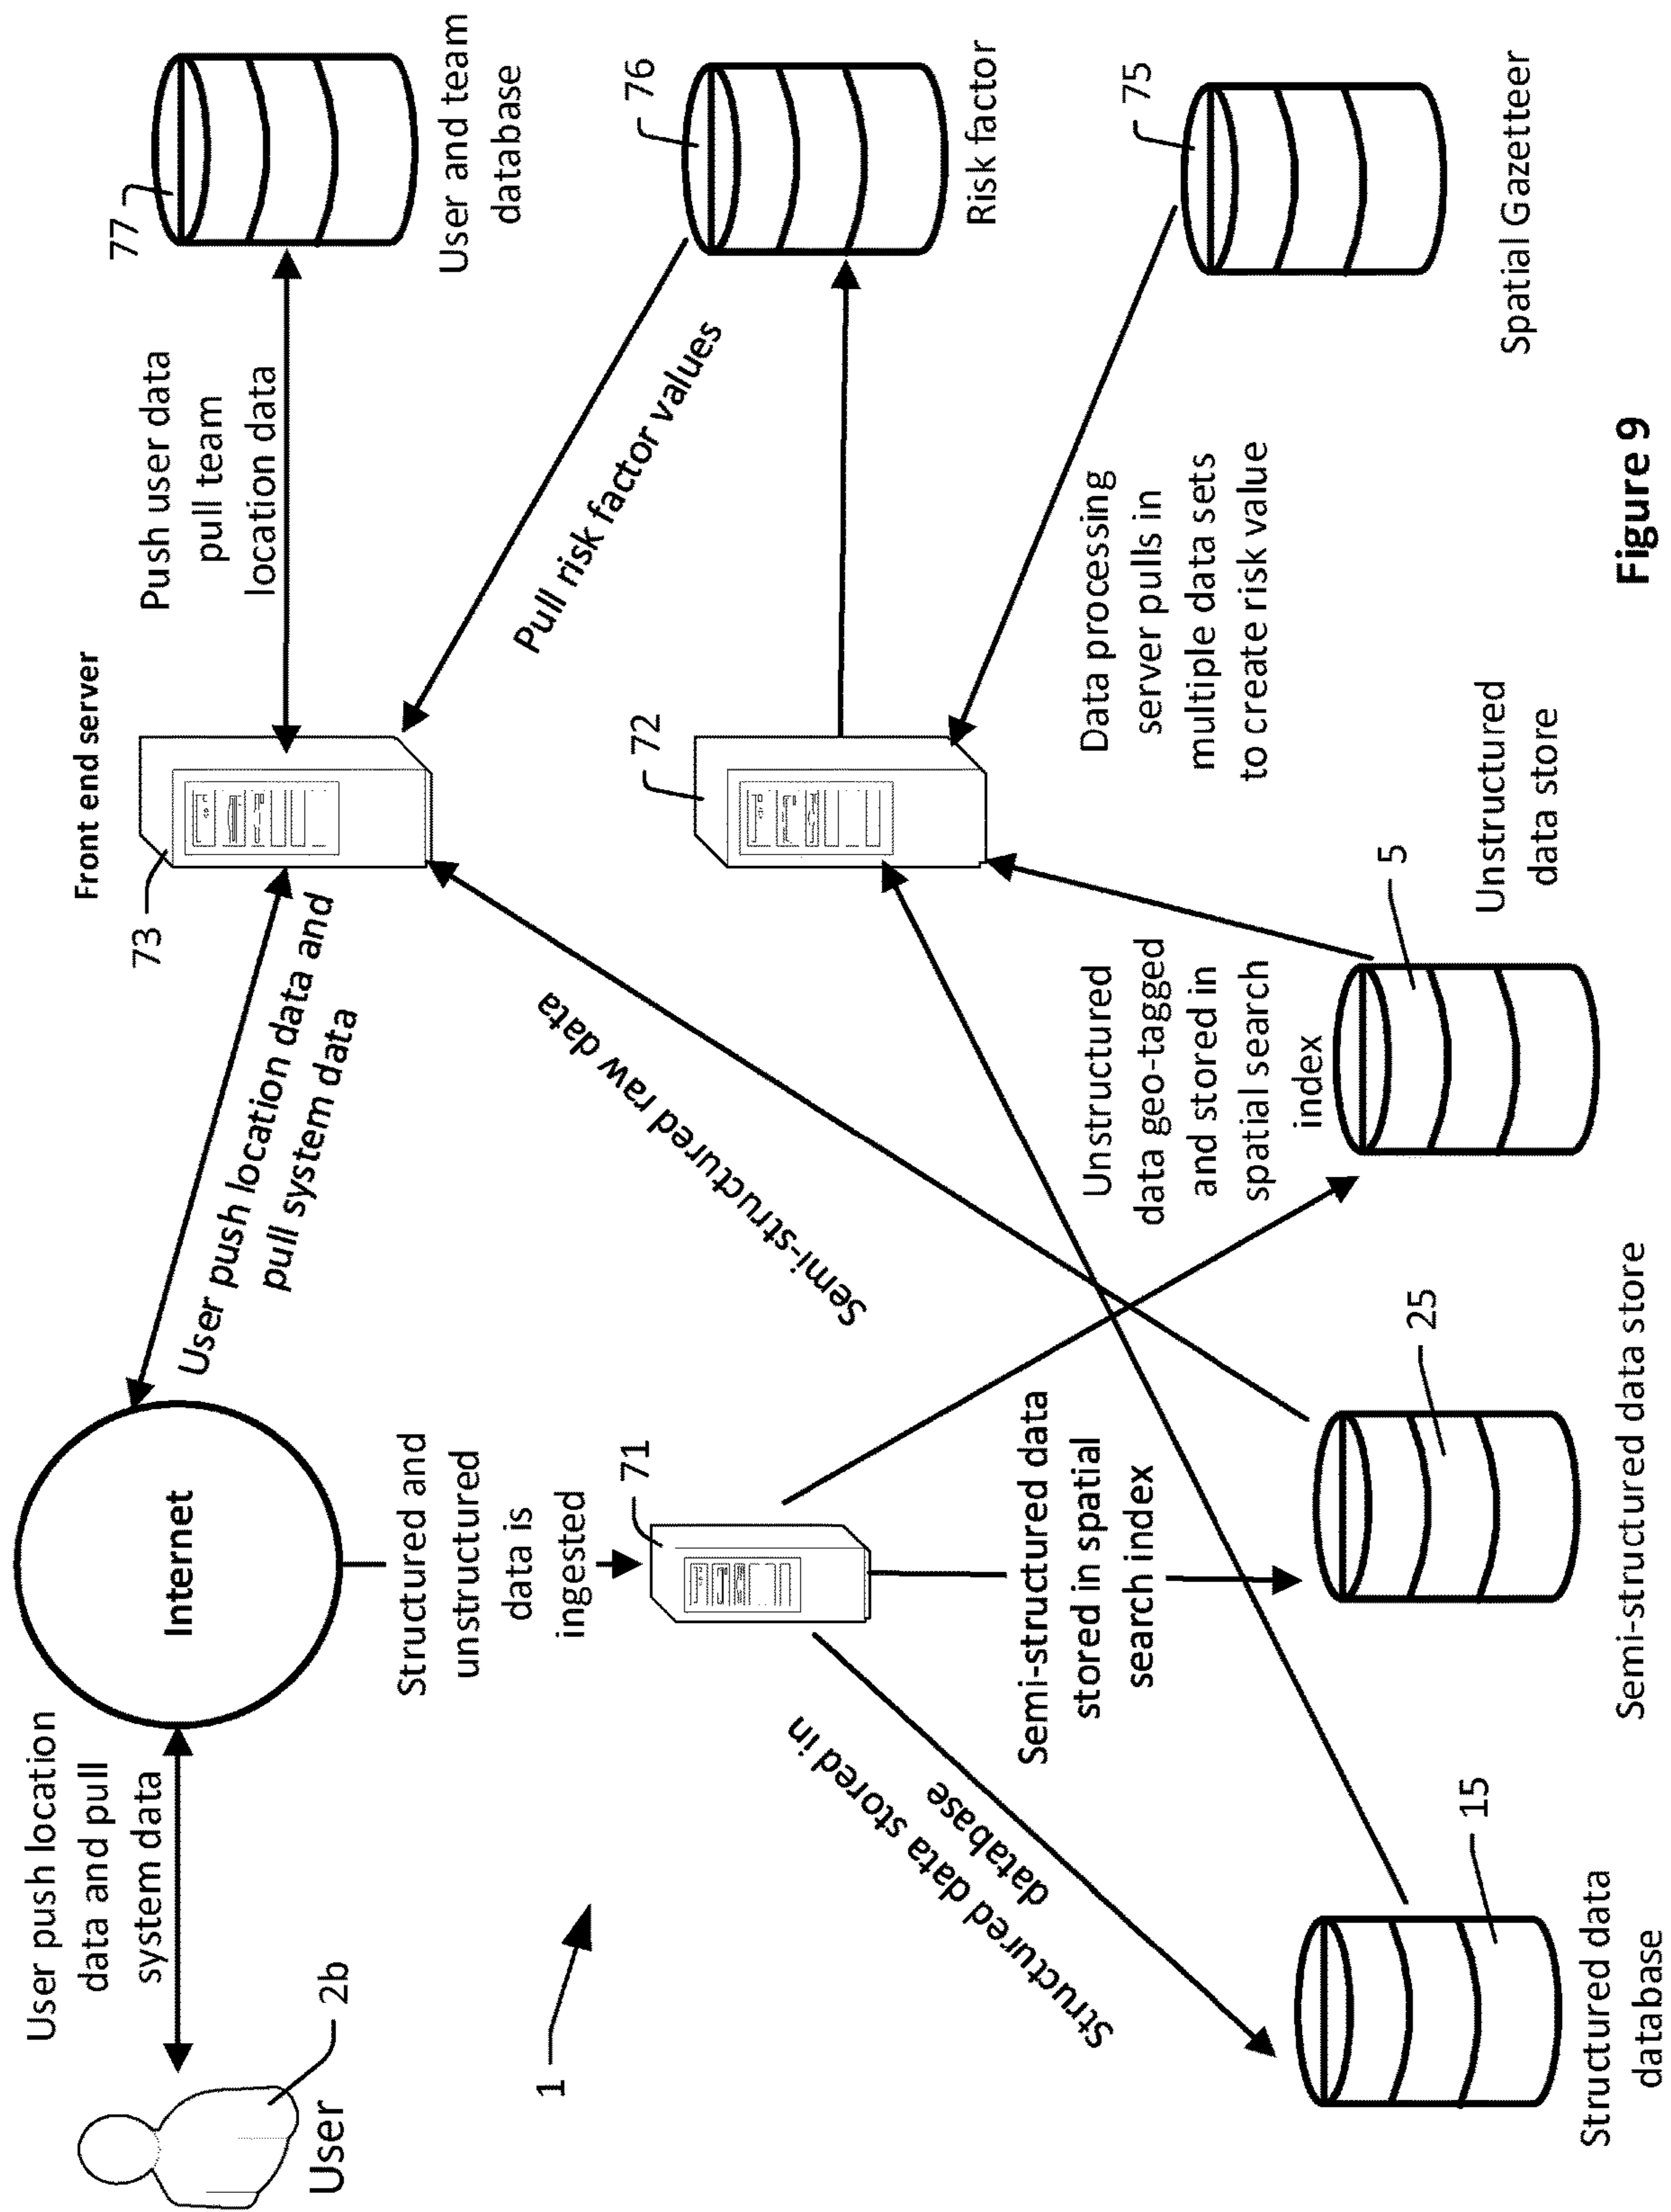 User push location
data and pull
system data
2b
User
Internet
User push location data and
pull system data
Front end server
73
Push user data
pull team
location data
77
User and team
database
1
Structured and
unstructured
data is
ingested
71
Semi-structured raw data
72
Pull risk factor values
76
Risk factor
Structured data stored in
database
Semi-structured data
stored in spatial
search index
Unstructured
data geo-tagged
and stored in
spatial search
index
Data processing
server pulls in
multiple data sets
to create risk value
75
Spatial Gazetteer
15
Structured data
database
25
Semi-structured data store
5
Unstructured
data store
Figure 9